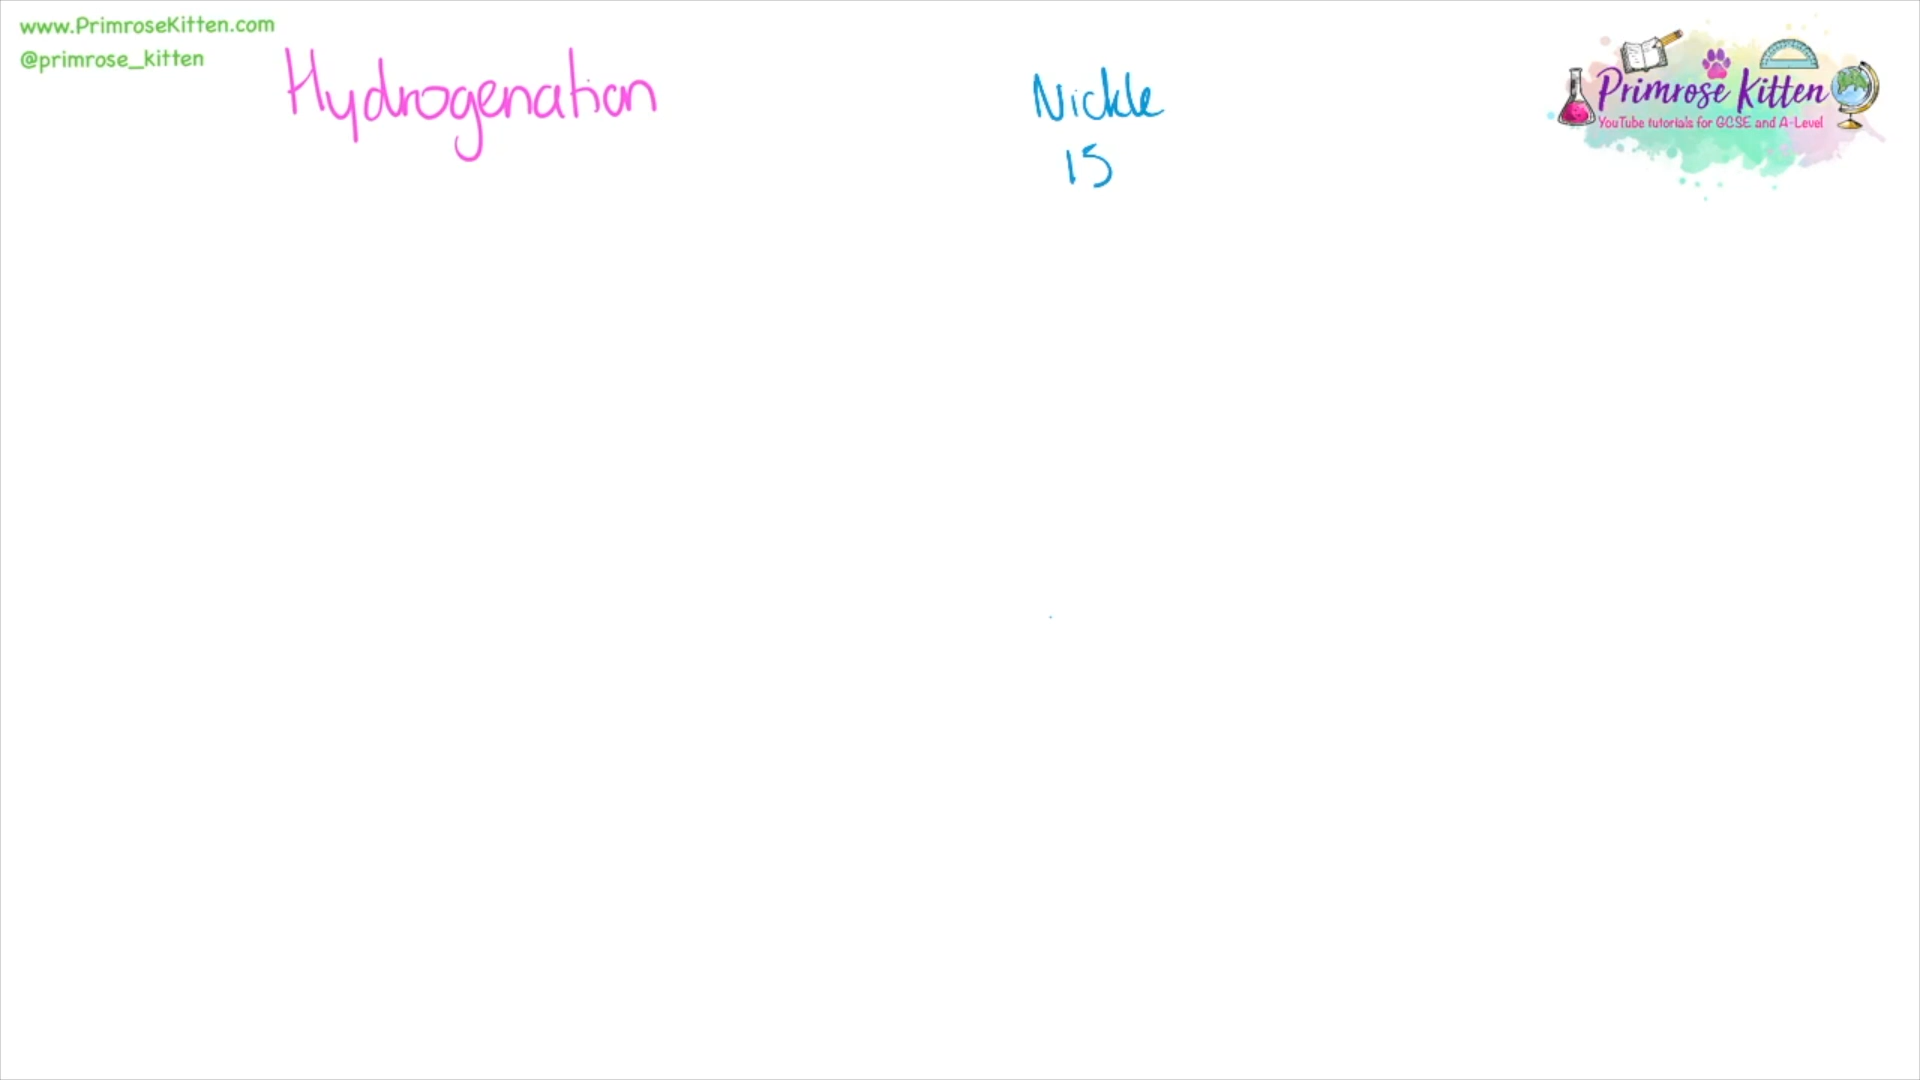 www.PrimroseKitten.com
@primrose_kitten
Hydrogenation
Nickle
15
Primrose Kitten
YouTube tutorials for GCSE and A-Level